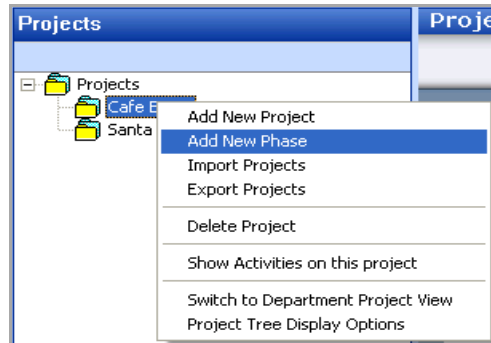 Projects
Proje
Projects
Cafe E
Santa
Add New Project
Add New Phase
Import Projects
Export Projects
Delete Project
Show Activities on this project
Switch to Department Project View
Project Tree Display Options